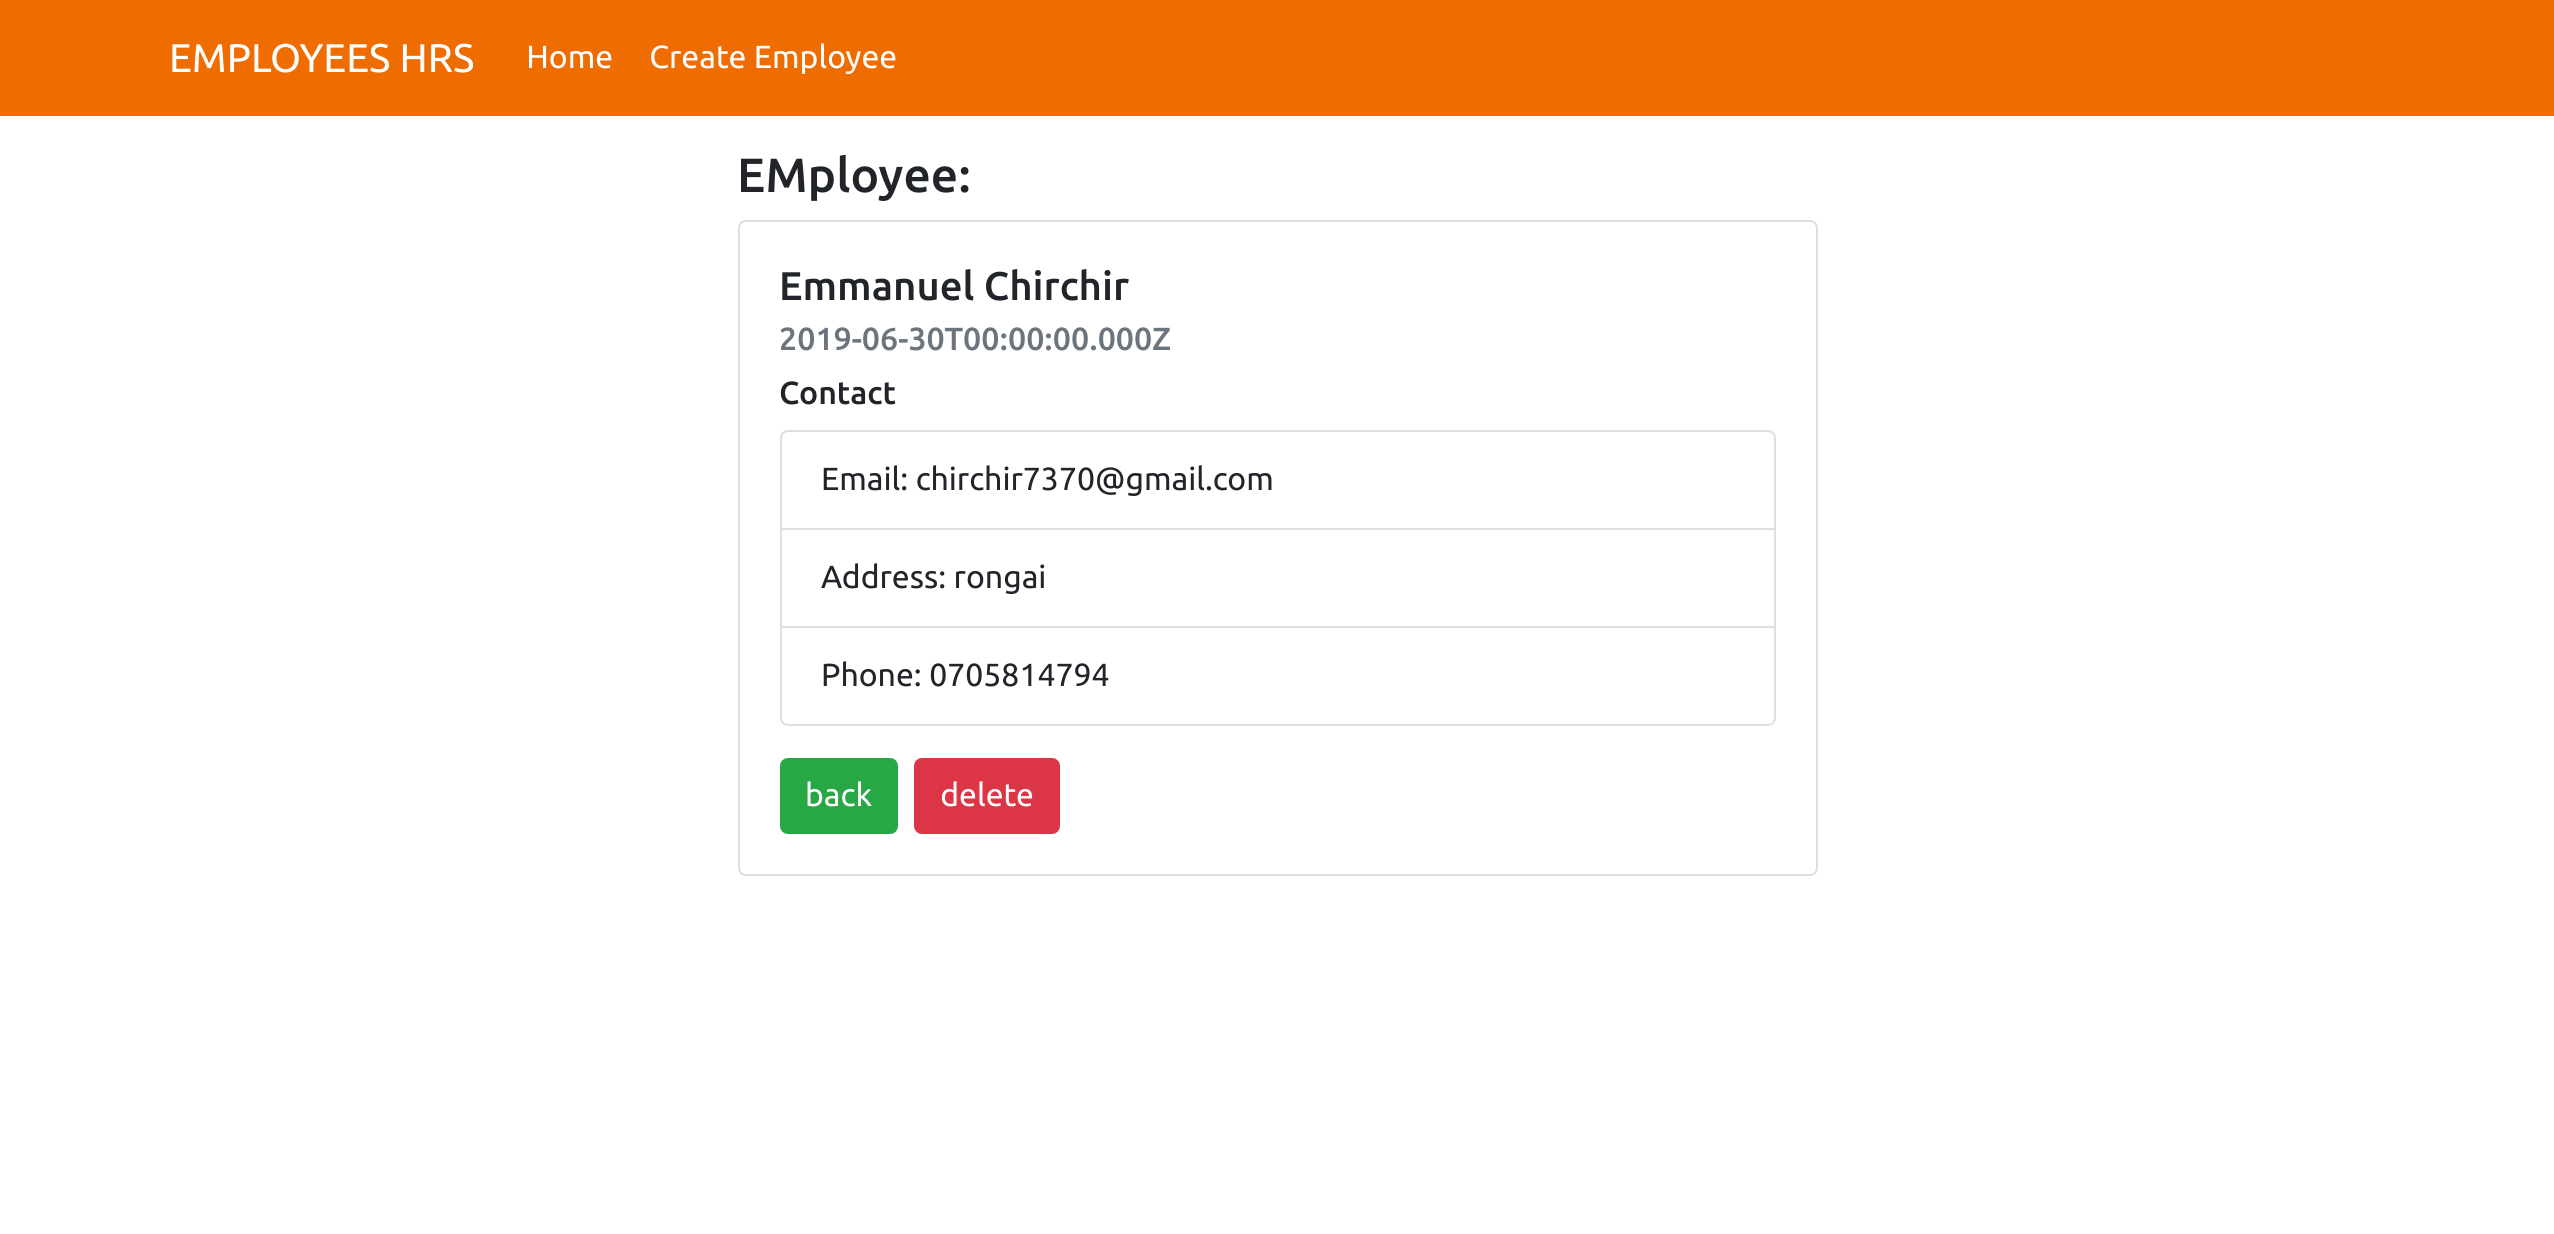 EMPLOYEES HRS Home Create Employee
EMployee:
Emmanuel Chirchir
2019-06-30T00:00:00.000Z
Contact
Email: chirchir7370@gmail.com
Address: rongai
Phone: 0705814794
back delete